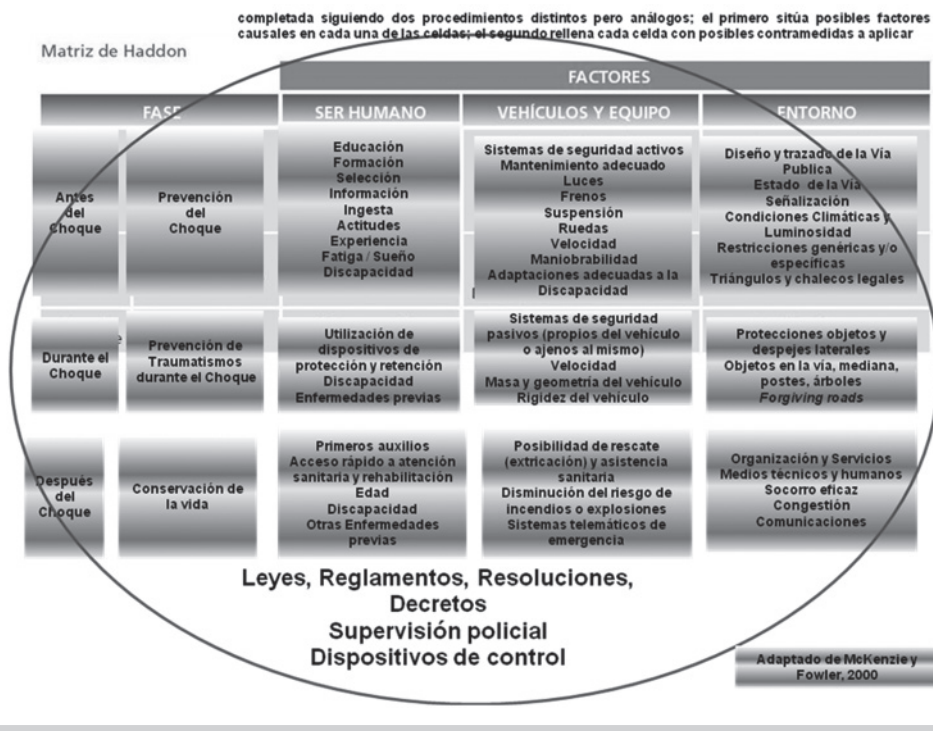 completada siguiendo dos procedimientos distintos pero análogos; el primero sitúa posibles factores
causales en cada una de las celdas; el segundo rellena cada celda con posibles contramedidas a aplicar
Matriz de Haddon
FACTORES
FASE
SER HUMANO
VEHÍCULOS Y EQUIPO
ENTORNO
Antes
del
Choque
Prevención
del
Choque
Educación
Formación
Selección
Información
Ingesta
Actitudes
Experiencia
Fatiga / Sueño
Discapacidad
Sistemas de seguridad activos
Mantenimiento adecuado
Luces
Frenos
Suspensión
Ruedas
Velocidad
Maniobrabilidad
Adaptaciones adecuadas a la
Discapacidad
Diseño y trazado de la Vía
Publica
Estado de la Vía
Señalización
Condiciones Climáticas y
Luminosidad
Restricciones genéricas y/o
específicas
Triángulos y chalecos legales
Durante el
Choque
Prevención de
Traumatismos
durante el Choque
Utilización de
dispositivos de
protección y retención
Discapacidad
Enfermedades previas
Sistemas de seguridad
pasivos (propios del vehículo
o ajenos al mismo)
Velocidad
Masa y geometría del vehículo
Rigidez del vehículo
Protecciones objetos y
despejes laterales
Objetos en la vía, mediana,
postes, árboles
Forgiving roads
Después
del
Choque
Conservación de
la vida
Primeros auxilios
Acceso rápido a atención
sanitaria y rehabilitación
Edad
Discapacidad
Otras Enfermedades
previas
Posibilidad de rescate
(extricación) y asistencia
sanitaria
Disminución del riesgo de
incendios o explosiones
Sistemas telemáticos de
emergencia
Organización y Servicios
Medios técnicos y humanos
Socorro eficaz
Congestión
Comunicaciones
Leyes, Reglamentos, Resoluciones,
Decretos
Supervisión policial
Dispositivos de control
Adaptado de McKenzie y
Fowler, 2000